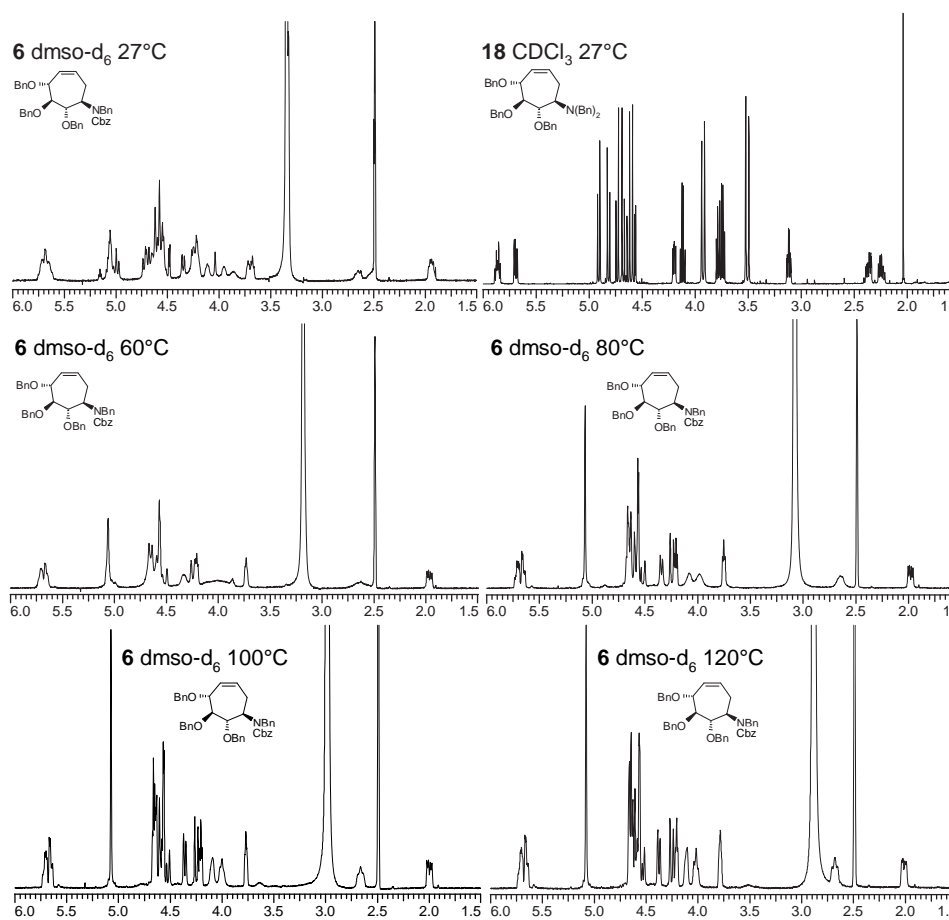 6 dmso-d6 27°C
BnO
BnO NBn
Cbz
OBn
6.0 5.5 5.0 4.5 4.0 3.5 3.0 2.5 2.0 1.5
18 CDCl3 27°C
BnO
BnO N(Bn)2
OBn
6.0 5.5 5.0 4.5 4.0 3.5 3.0 2.5 2.0
6 dmso-d6 60°C
BnO
BnO NBn
Cbz
OBn
6.0 5.5 5.0 4.5 4.0 3.5 3.0 2.5 2.0 1.5
6 dmso-d6 80°C
BnO
BnO NBn
Cbz
OBn
6.0 5.5 5.0 4.5 4.0 3.5 3.0 2.5 2.0
6 dmso-d6 100°C
BnO
BnO NBn
OBn Cbz
6.0 5.5 5.0 4.5 4.0 3.5 3.0 2.5 2.0 1.5
6 dmso-d6 120°C
BnO
BnO NBn
OBn Cbz
6.0 5.5 5.0 4.5 4.0 3.5 3.0 2.5 2.0